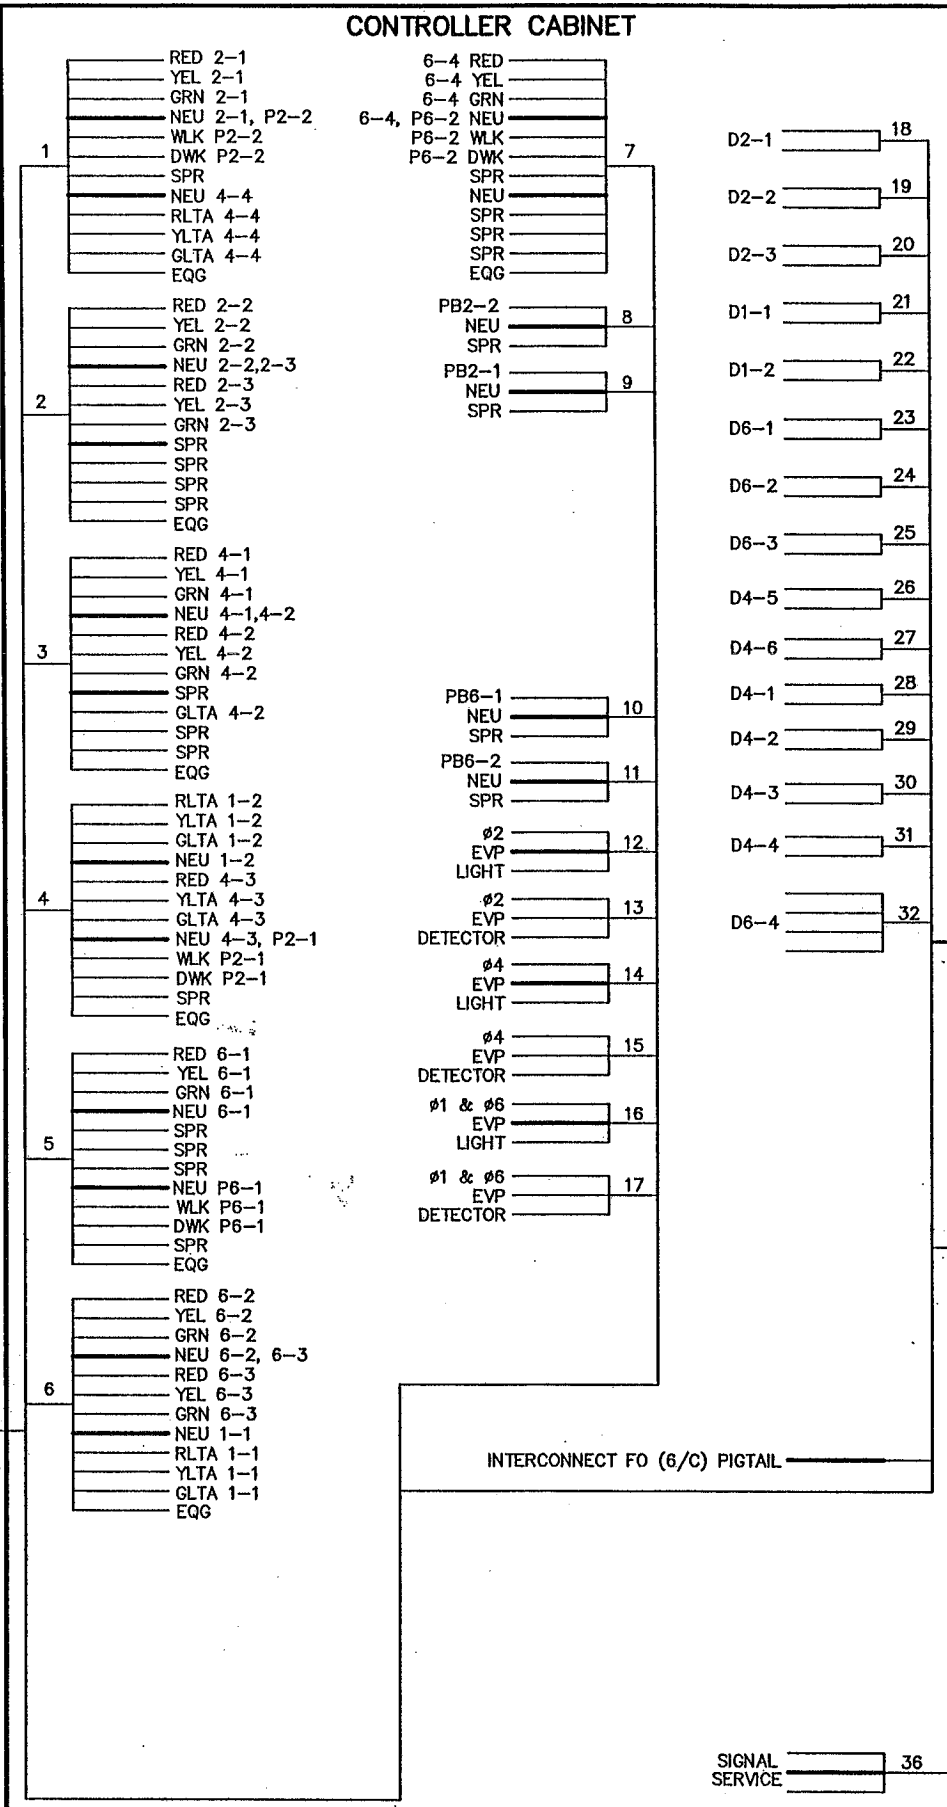 CONTROLLER CABINET
1
RED 2-1
YEL 2-1
GRN 2-1
NEU 2-1, P2-2
WLK P2-2
DWK P2-2
SPR
NEU 4-4
RLTA 4-4
YLTA 4-4
GLTA 4-4
EQG
2
RED 2-2
YEL 2-2
GRN 2-2
NEU 2-2,2-3
RED 2-3
YEL 2-3
GRN 2-3
SPR
SPR
SPR
SPR
EQG
3
RED 4-1
YEL 4-1
GRN 4-1
NEU 4-1,4-2
RED 4-2
YEL 4-2
GRN 4-2
SPR
GLTA 4-2
SPR
SPR
EQG
4
RLTA 1-2
YLTA 1-2
GLTA 1-2
NEU 1-2
RED 4-3
YLTA 4-3
GLTA 4-3
NEU 4-3, P2-1
WLK P2-1
DWK P2-1
SPR
EQG
5
RED 6-1
YEL 6-1
GRN 6-1
NEU 6-1
SPR
SPR
SPR
NEU P6-1
WLK P6-1
DWK P6-1
SPR
EQG
6
RED 6-2
YEL 6-2
GRN 6-2
NEU 6-2, 6-3
RED 6-3
YEL 6-3
GRN 6-3
NEU 1-1
RLTA 1-1
YLTA 1-1
GLTA 1-1
EQG
6-4 RED
6-4 YEL
6-4 GRN
6-4, P6-2 NEU
P6-2 WLK
P6-2 DWK
SPR
NEU
SPR
SPR
SPR
EQG
7
PB2-2
NEU
SPR
8
PB2-1
NEU
SPR
9
PB6-1
NEU
SPR
10
PB6-2
NEU
SPR
11
ø2
EVP
LIGHT
12
ø2
EVP
DETECTOR
13
ø4
EVP
LIGHT
14
ø4
EVP
DETECTOR
15
ø1 & ø6
EVP
LIGHT
16
ø1 & ø6
EVP
DETECTOR
17
D2-1 18
D2-2 19
D2-3 20
D1-1 21
D1-2 22
D6-1 23
D6-2 24
D6-3 25
D4-5 26
D4-6 27
D4-1 28
D4-2 29
D4-3 30
D4-4 31
D6-4 32
INTERCONNECT FO (6/C) PIGTAIL
SIGNAL
SERVICE
36